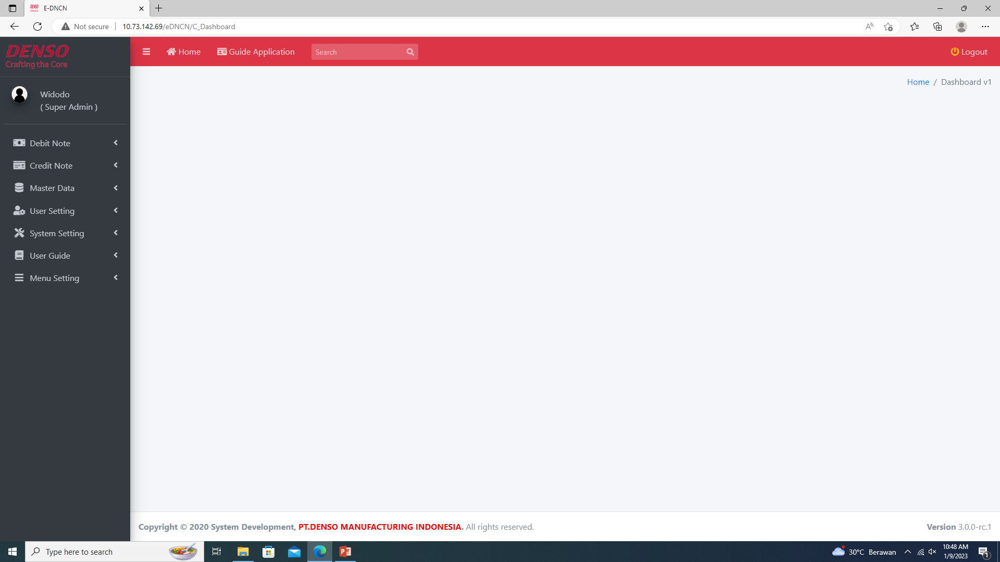 E-DNCN
Not secure
10.73.142.69/eDNCN/C_Dashboard
DENSO
Crafting the Core
Home
Guide Application
Search
Logout
Home / Dashboard v1
Widodo
( Super Admin )
Debit Note
Credit Note
Master Data
User Setting
System Setting
User Guide
Menu Setting
Copyright © 2020 System Development, PT.DENSO MANUFACTURING INDONESIA. All rights reserved.
Version 3.0.0-rc.1
Type here to search
30°C Berawan
10:48 AM
1/9/2023
1